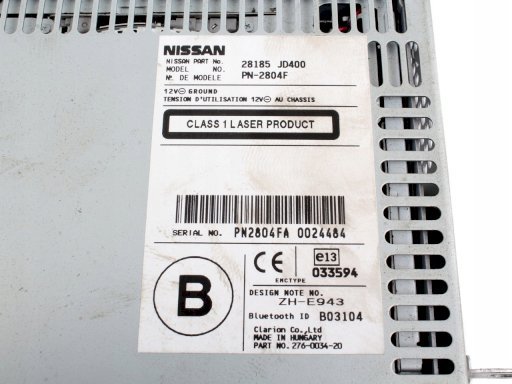 NISSAN
NISSAN PART No. 28185 JD400
MODEL NO. PN-2804F
No. DE MODELE
12V⊖ GROUND
TENSION D'UTILISATION 12V⊖ AU CHASSIS
CLASS 1 LASER PRODUCT
SERIAL NO. PN2804FA 0024484
B
CE
e13
033594
EMCTYPE
DESIGN NOTE NO.
ZH-E943
Bluetooth ID B03104
Clarion Co.,Ltd
MADE IN HUNGARY
PART NO. 276-0034-20